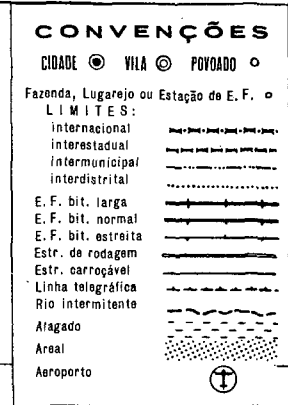 CONVENÇÕES
CIDADE VILA POVOADO
Fazenda, Lugarejo ou Estação de E. F.
LIMITES:
internacional
interestadual
intermunicipal
interdistrital
E. F. bit. larga
E. F. bit. normal
E. F. bit. estreita
Estr. de rodagem
Estr. carroçável
Linha telegráfica
Rio intermitente
Alagado
Areal
Aeroporto